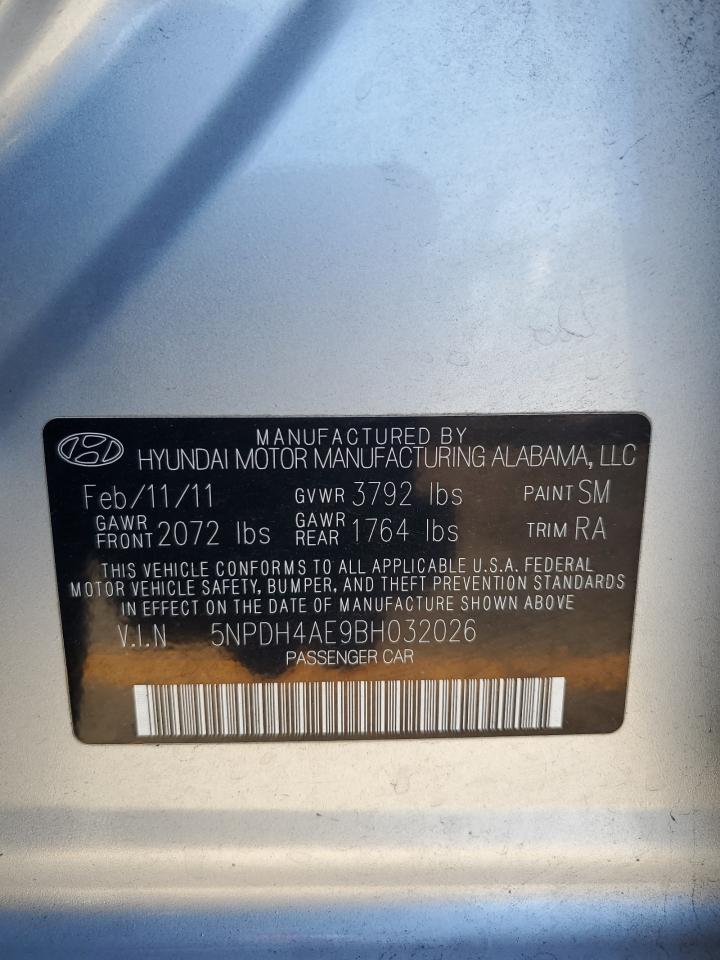 MANUFACTURED BY
HYUNDAI MOTOR MANUFACTURING ALABAMA, LLC
Feb/11/11 GVWR 3792 lbs PAINT SM
GAWR FRONT 2072 lbs GAWR REAR 1764 lbs TRIM RA
THIS VEHICLE CONFORMS TO ALL APPLICABLE U.S.A. FEDERAL
MOTOR VEHICLE SAFETY, BUMPER, AND THEFT PREVENTION STANDARDS
IN EFFECT ON THE DATE OF MANUFACTURE SHOWN ABOVE
V.I.N 5NPDH4AE9BH032026
PASSENGER CAR